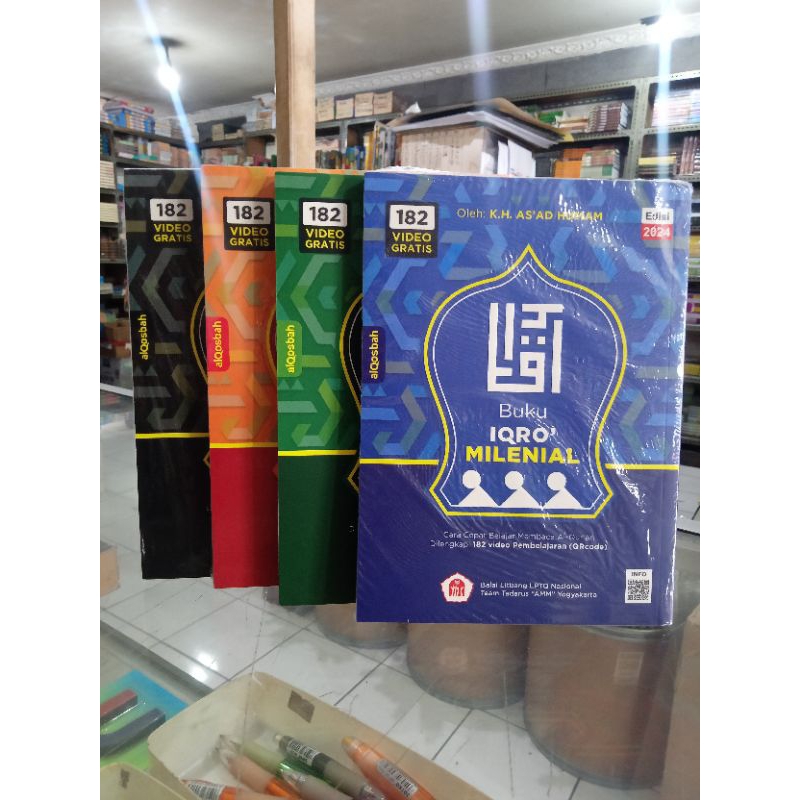 182
VIDEO
GRATIS
alQosbah
182
VIDEO
GRATIS
alQosbah
182
VIDEO
GRATIS
alQosbah
182
VIDEO
GRATIS
Oleh: K.H. AS'AD HUMAM
Edisi
2024
alQosbah
Buku
IQRO'
MILENIAL
Cara Cepat Belajar Membaca Al-Qur'an
Dilengkapi 182 video Pembelajaran (QRcode)
Balai Litbang LPTQ Nasional
Team Tadarus "AMM" Yogyakarta
INFO